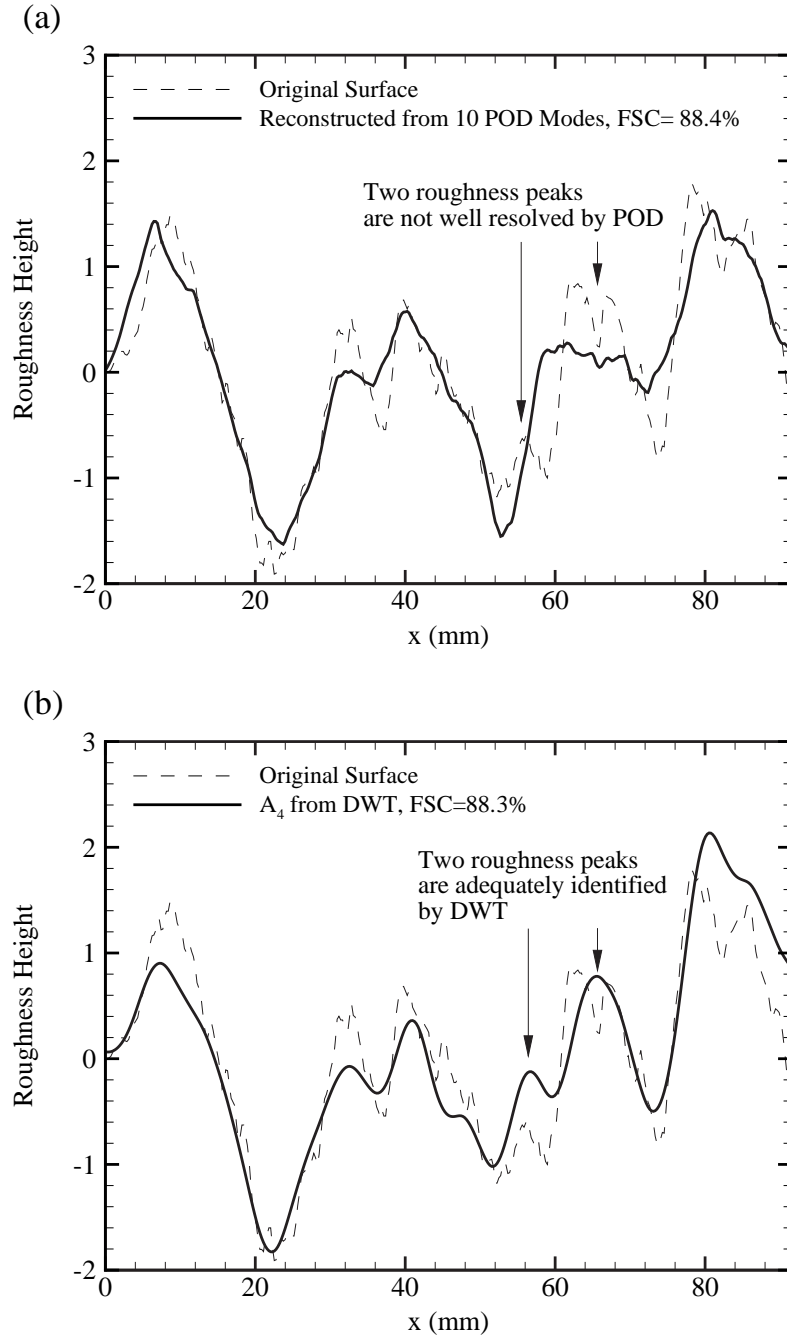 (a)
3
Original Surface
Reconstructed from 10 POD Modes, FSC= 88.4%
2
Two roughness peaks
are not well resolved by POD
1
Roughness Height
0
-1
-2
0 20 40 60 80
x (mm)
(b)
3
Original Surface
A4 from DWT, FSC=88.3%
2
Two roughness peaks
are adequately identified
by DWT
1
Roughness Height
0
-1
-2
0 20 40 60 80
x (mm)